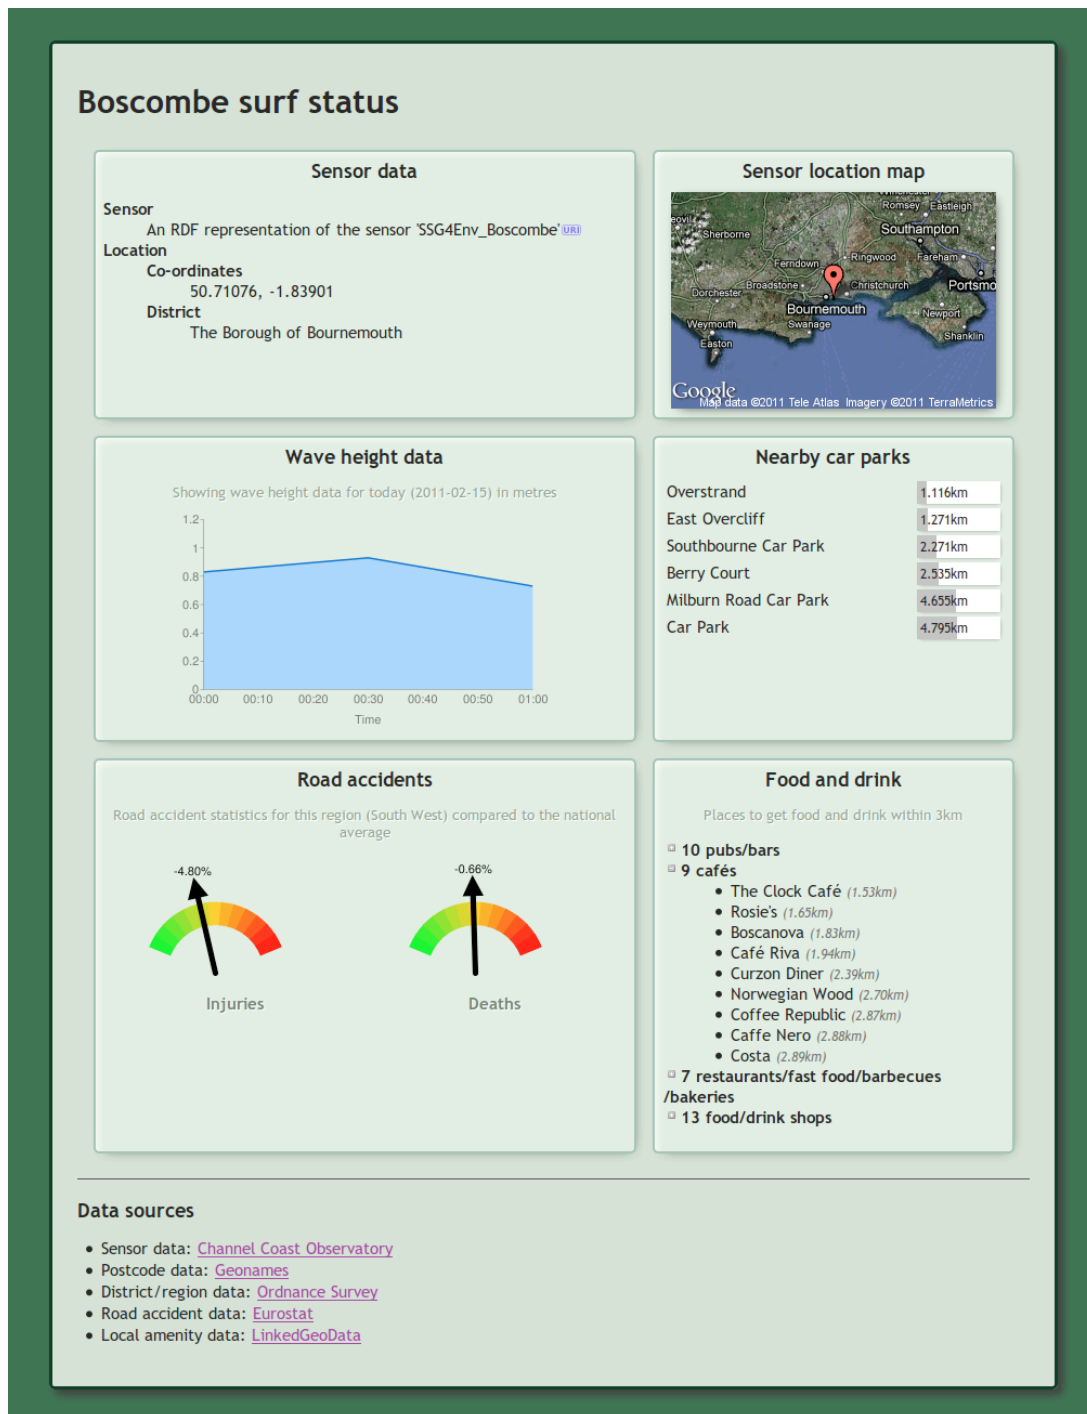 Boscombe surf status
Sensor data
Sensor
An RDF representation of the sensor 'SSG4Env_Boscombe' URI
Location
Co-ordinates
50.71076, -1.83901
District
The Borough of Bournemouth
Sensor location map
Romsey
Eastleigh
eovil
Sherborne
Southampton
Ringwood
Fareham
Ferndown
Broadstone
Christchurch
Portsmo
Dorchester
Bournemouth
Newport
Weymouth
Swanage
Shanklin
Easton
Google
Map data ©2011 Tele Atlas Imagery ©2011 TerraMetrics
Wave height data
Showing wave height data for today (2011-02-15) in metres
1.2
1
0.8
0.6
0.4
0.2
0
00:00 00:10 00:20 00:30 00:40 00:50 01:00
Time
Nearby car parks
Overstrand 1.116km
East Overcliff 1.271km
Southbourne Car Park 2.271km
Berry Court 2.535km
Milburn Road Car Park 4.655km
Car Park 4.795km
Road accidents
Road accident statistics for this region (South West) compared to the national
average
-4.80%
-0.66%
Injuries
Deaths
Food and drink
Places to get food and drink within 3km
10 pubs/bars
9 cafés
The Clock Café (1.53km)
Rosie's (1.65km)
Boscanova (1.83km)
Café Riva (1.94km)
Curzon Diner (2.39km)
Norwegian Wood (2.70km)
Coffee Republic (2.87km)
Caffe Nero (2.88km)
Costa (2.89km)
7 restaurants/fast food/barbecues
/bakeries
13 food/drink shops
Data sources
Sensor data: Channel Coast Observatory
Postcode data: Geonames
District/region data: Ordnance Survey
Road accident data: Eurostat
Local amenity data: LinkedGeoData